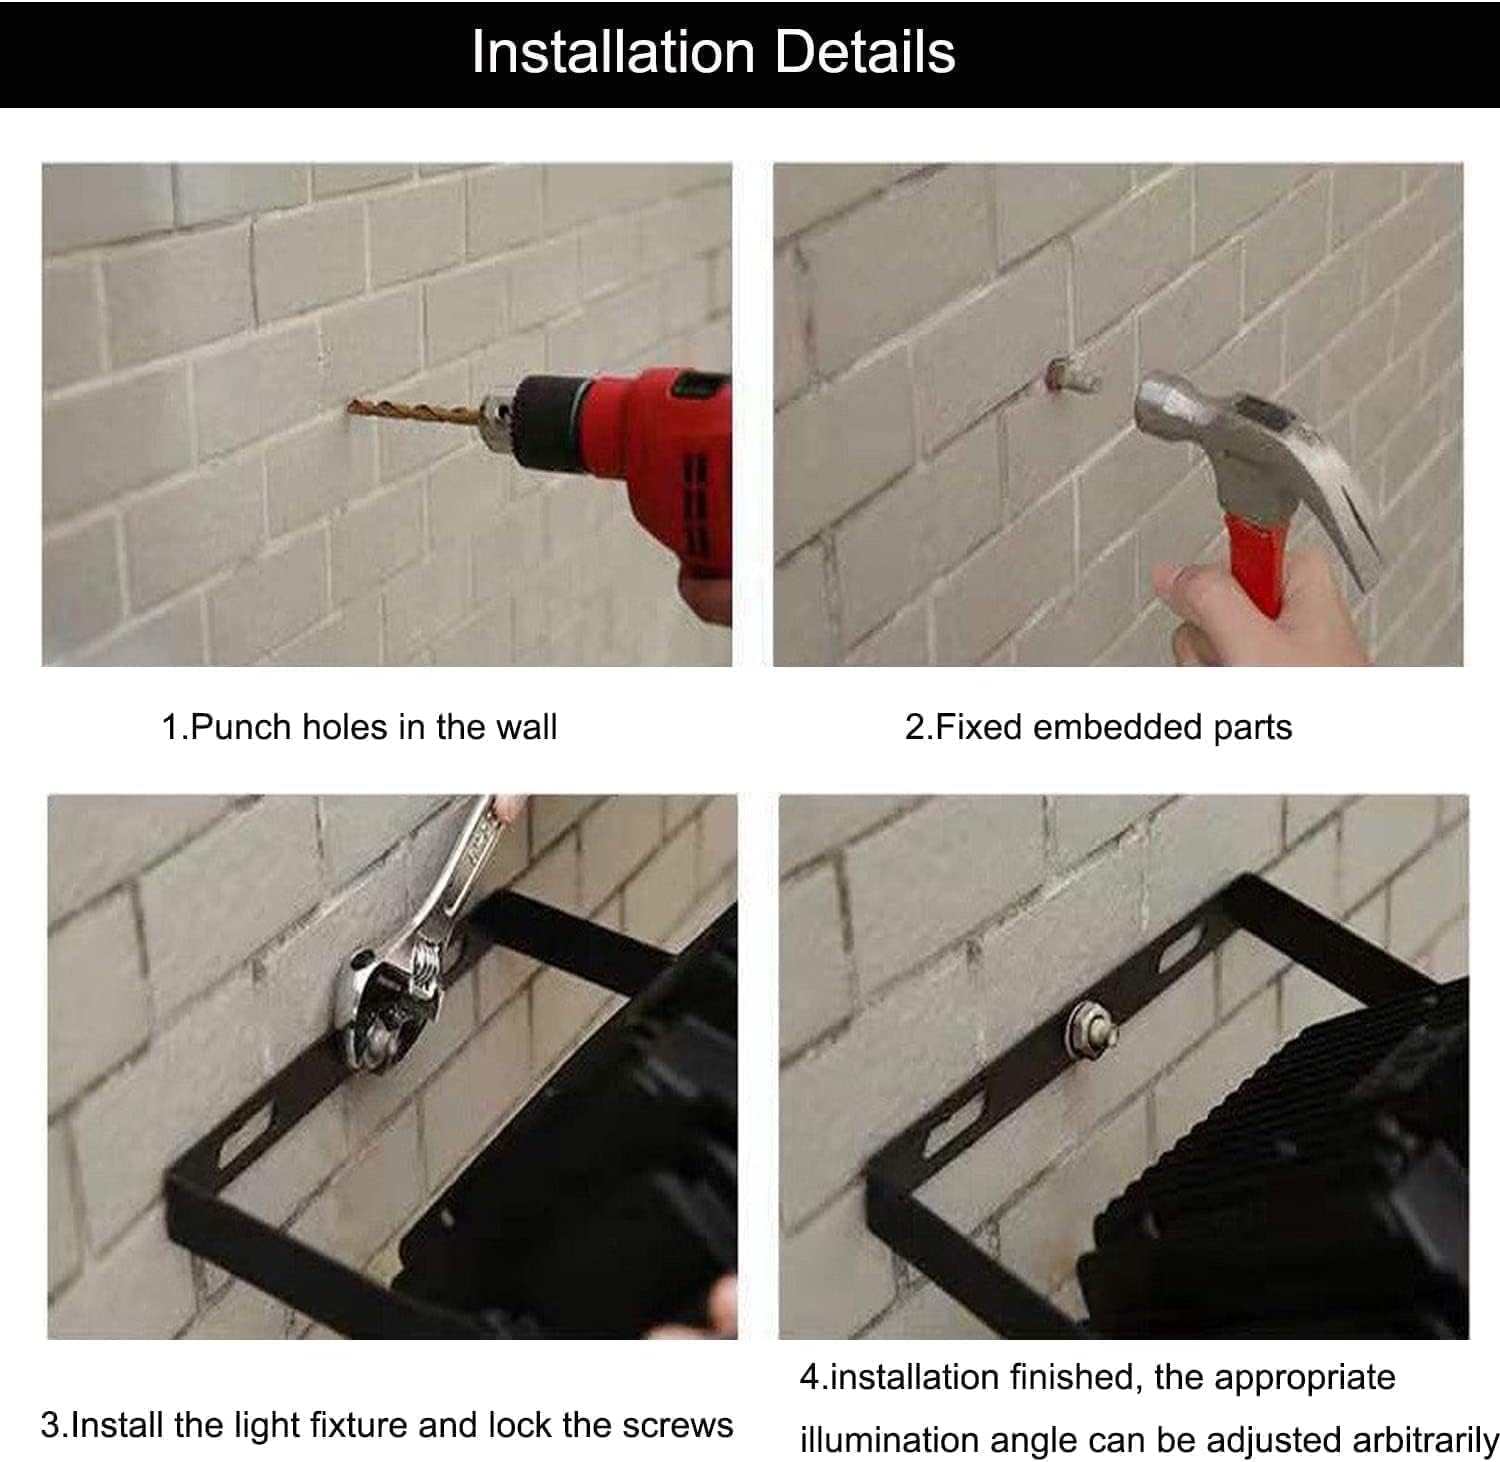 Installation Details
1.Punch holes in the wall
2.Fixed embedded parts
3.Install the light fixture and lock the screws
4.installation finished, the appropriate
illumination angle can be adjusted arbitrarily